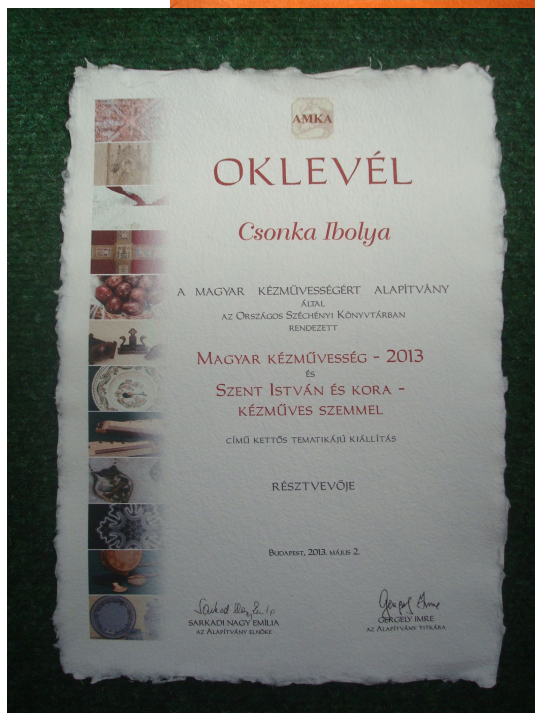 AMKA
OKLEVÉL
Csonka Ibolya
A MAGYAR KÉZMŰVESSÉGÉRT ALAPÍTVÁNY
ÁLTAL
AZ ORSZÁGOS SZÉCHÉNYI KÖNYVTÁRBAN
RENDEZETT
MAGYAR KÉZMŰVESSÉG - 2013
ÉS
SZENT ISTVÁN ÉS KORA -
KÉZMŰVES SZEMMEL
CÍMŰ KETTŐS TEMATIKÁJÚ KIÁLLÍTÁS
RÉSZTVEVŐJE
BUDAPEST, 2013. MÁJUS 2.
SARKADI NAGY EMÍLIA
AZ ALAPÍTVÁNY ELNÖKE
GERGELY IMRE
AZ ALAPÍTVÁNY TITKÁRA